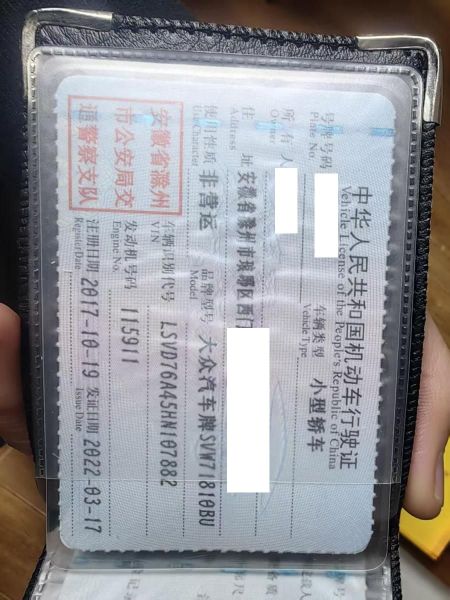 中华人民共和国机动车行驶证
Vehicle License of the People's Republic of China
号牌号码 车辆类型 小型轿车
Plate No. Vehicle Type
所有人
Owner
住址 安徽省滁州市琅琊区西门
Address
使用性质 非营运 品牌型号 大众汽车牌SVW71810BU
Use Character Model
安徽省滁州
市公安局交
通警察支队
车辆识别代号 LSVD76A45HN107882
VIN
发动机号码 115911
Engine No.
注册日期 2017-10-19 发证日期 2022-03-17
Register Date Issue Date